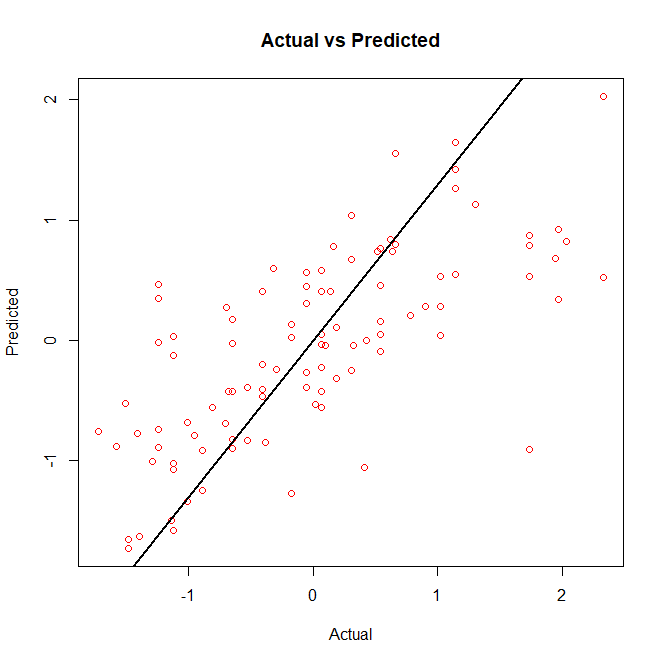 Actual vs Predicted
2
1
0
-1
Predicted
-1 0 1 2
Actual